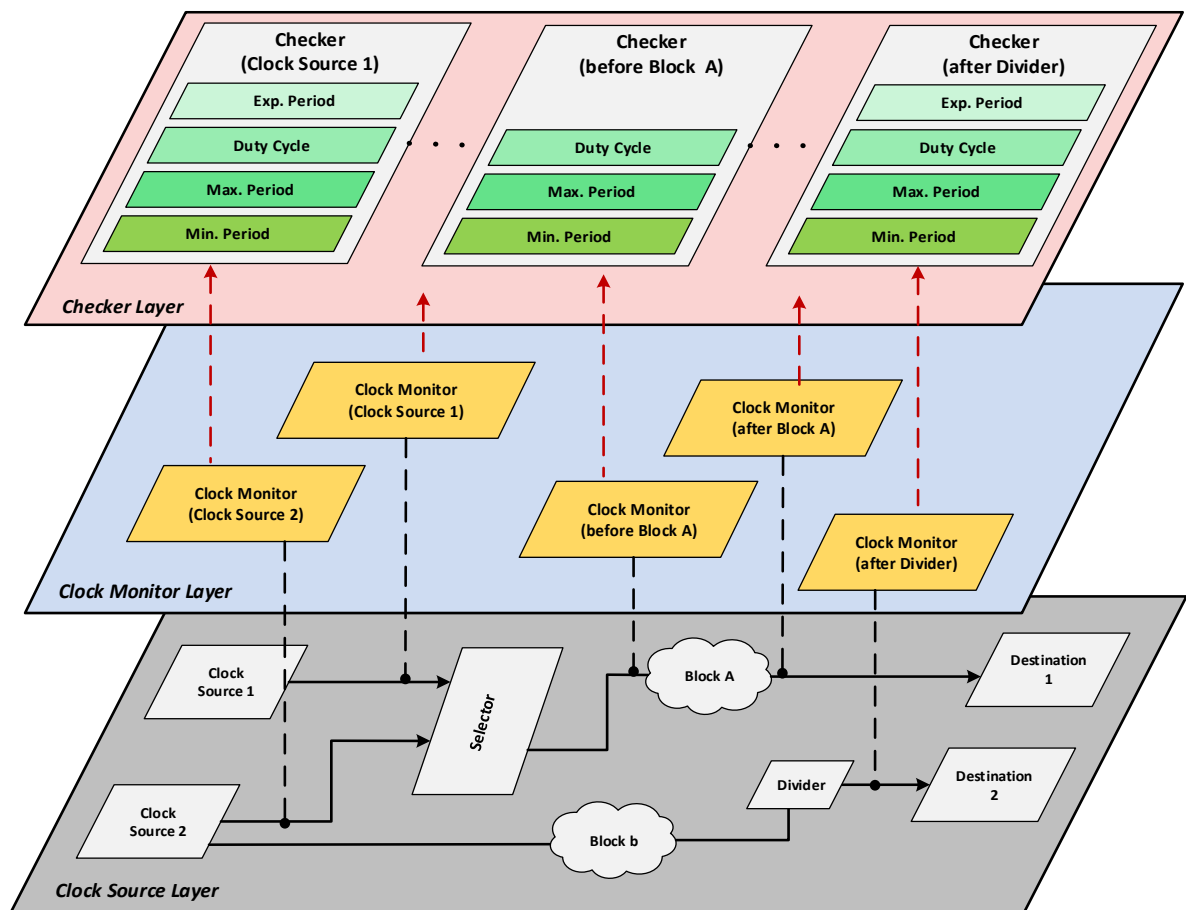 Checker
(Clock Source 1)
Exp. Period
Duty Cycle
Max. Period
Min. Period
Checker
(before Block A)
Duty Cycle
Max. Period
Min. Period
Checker
(after Divider)
Exp. Period
Duty Cycle
Max. Period
Min. Period
Checker Layer
Clock Monitor
(Clock Source 1)
Clock Monitor
(after Block A)
Clock Monitor
(Clock Source 2)
Clock Monitor
(before Block A)
Clock Monitor
(after Divider)
Clock Monitor Layer
Clock
Source 1
Selector
Block A
Destination
1
Clock
Source 2
Block b
Divider
Destination
2
Clock Source Layer